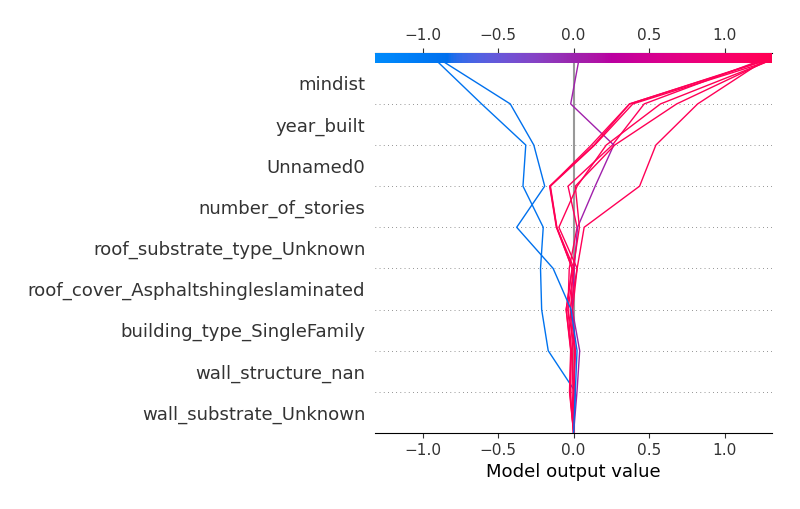 −1.0 −0.5 0.0 0.5 1.0
mindist
year_built
Unnamed0
number_of_stories
roof_substrate_type_Unknown
roof_cover_Asphaltshingleslaminated
building_type_SingleFamily
wall_structure_nan
wall_substrate_Unknown
−1.0 −0.5 0.0 0.5 1.0
Model output value